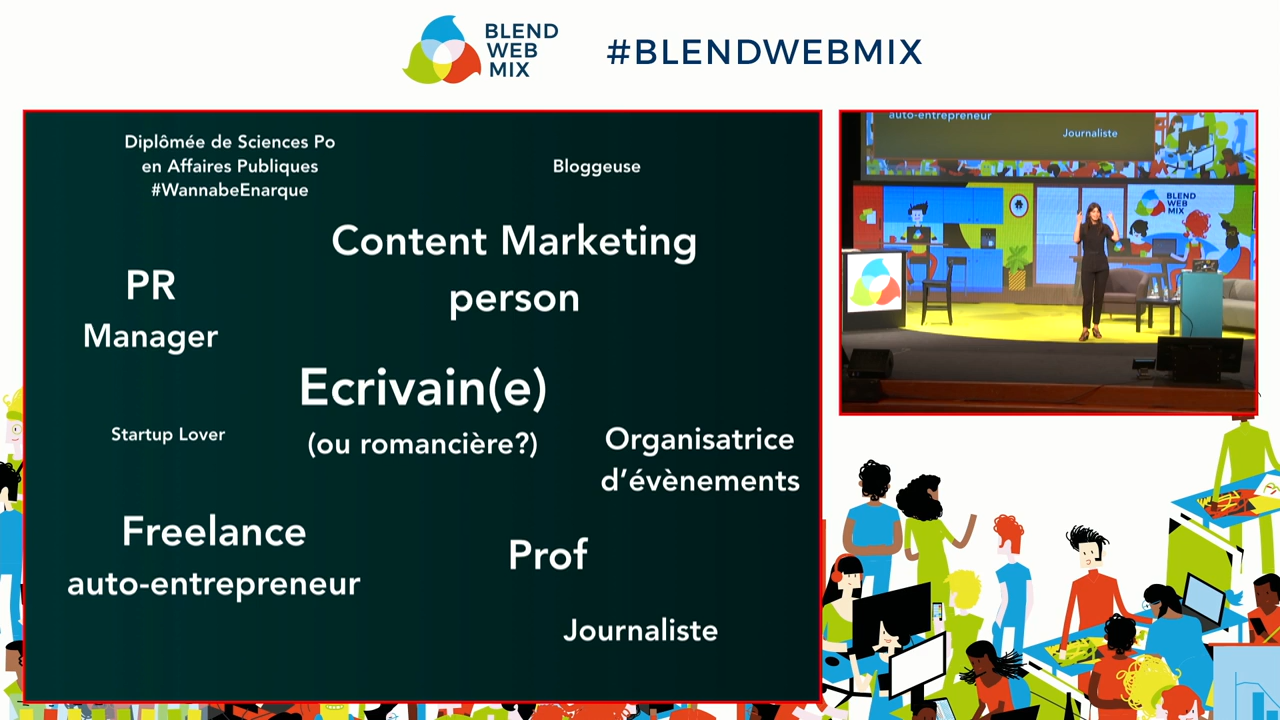 BLEND
WEB
MIX
#BLENDWEBMIX
Diplômée de Sciences Po
en Affaires Publiques
#WannabeEnarque
Bloggeuse
Content Marketing
person
PR
Manager
Ecrivain(e)
(ou romancière?)
Startup Lover
Organisatrice
d'évènements
Freelance
auto-entrepreneur
Prof
Journaliste
auto-entrepreneur
Journaliste
BLEND
WEB
MIX